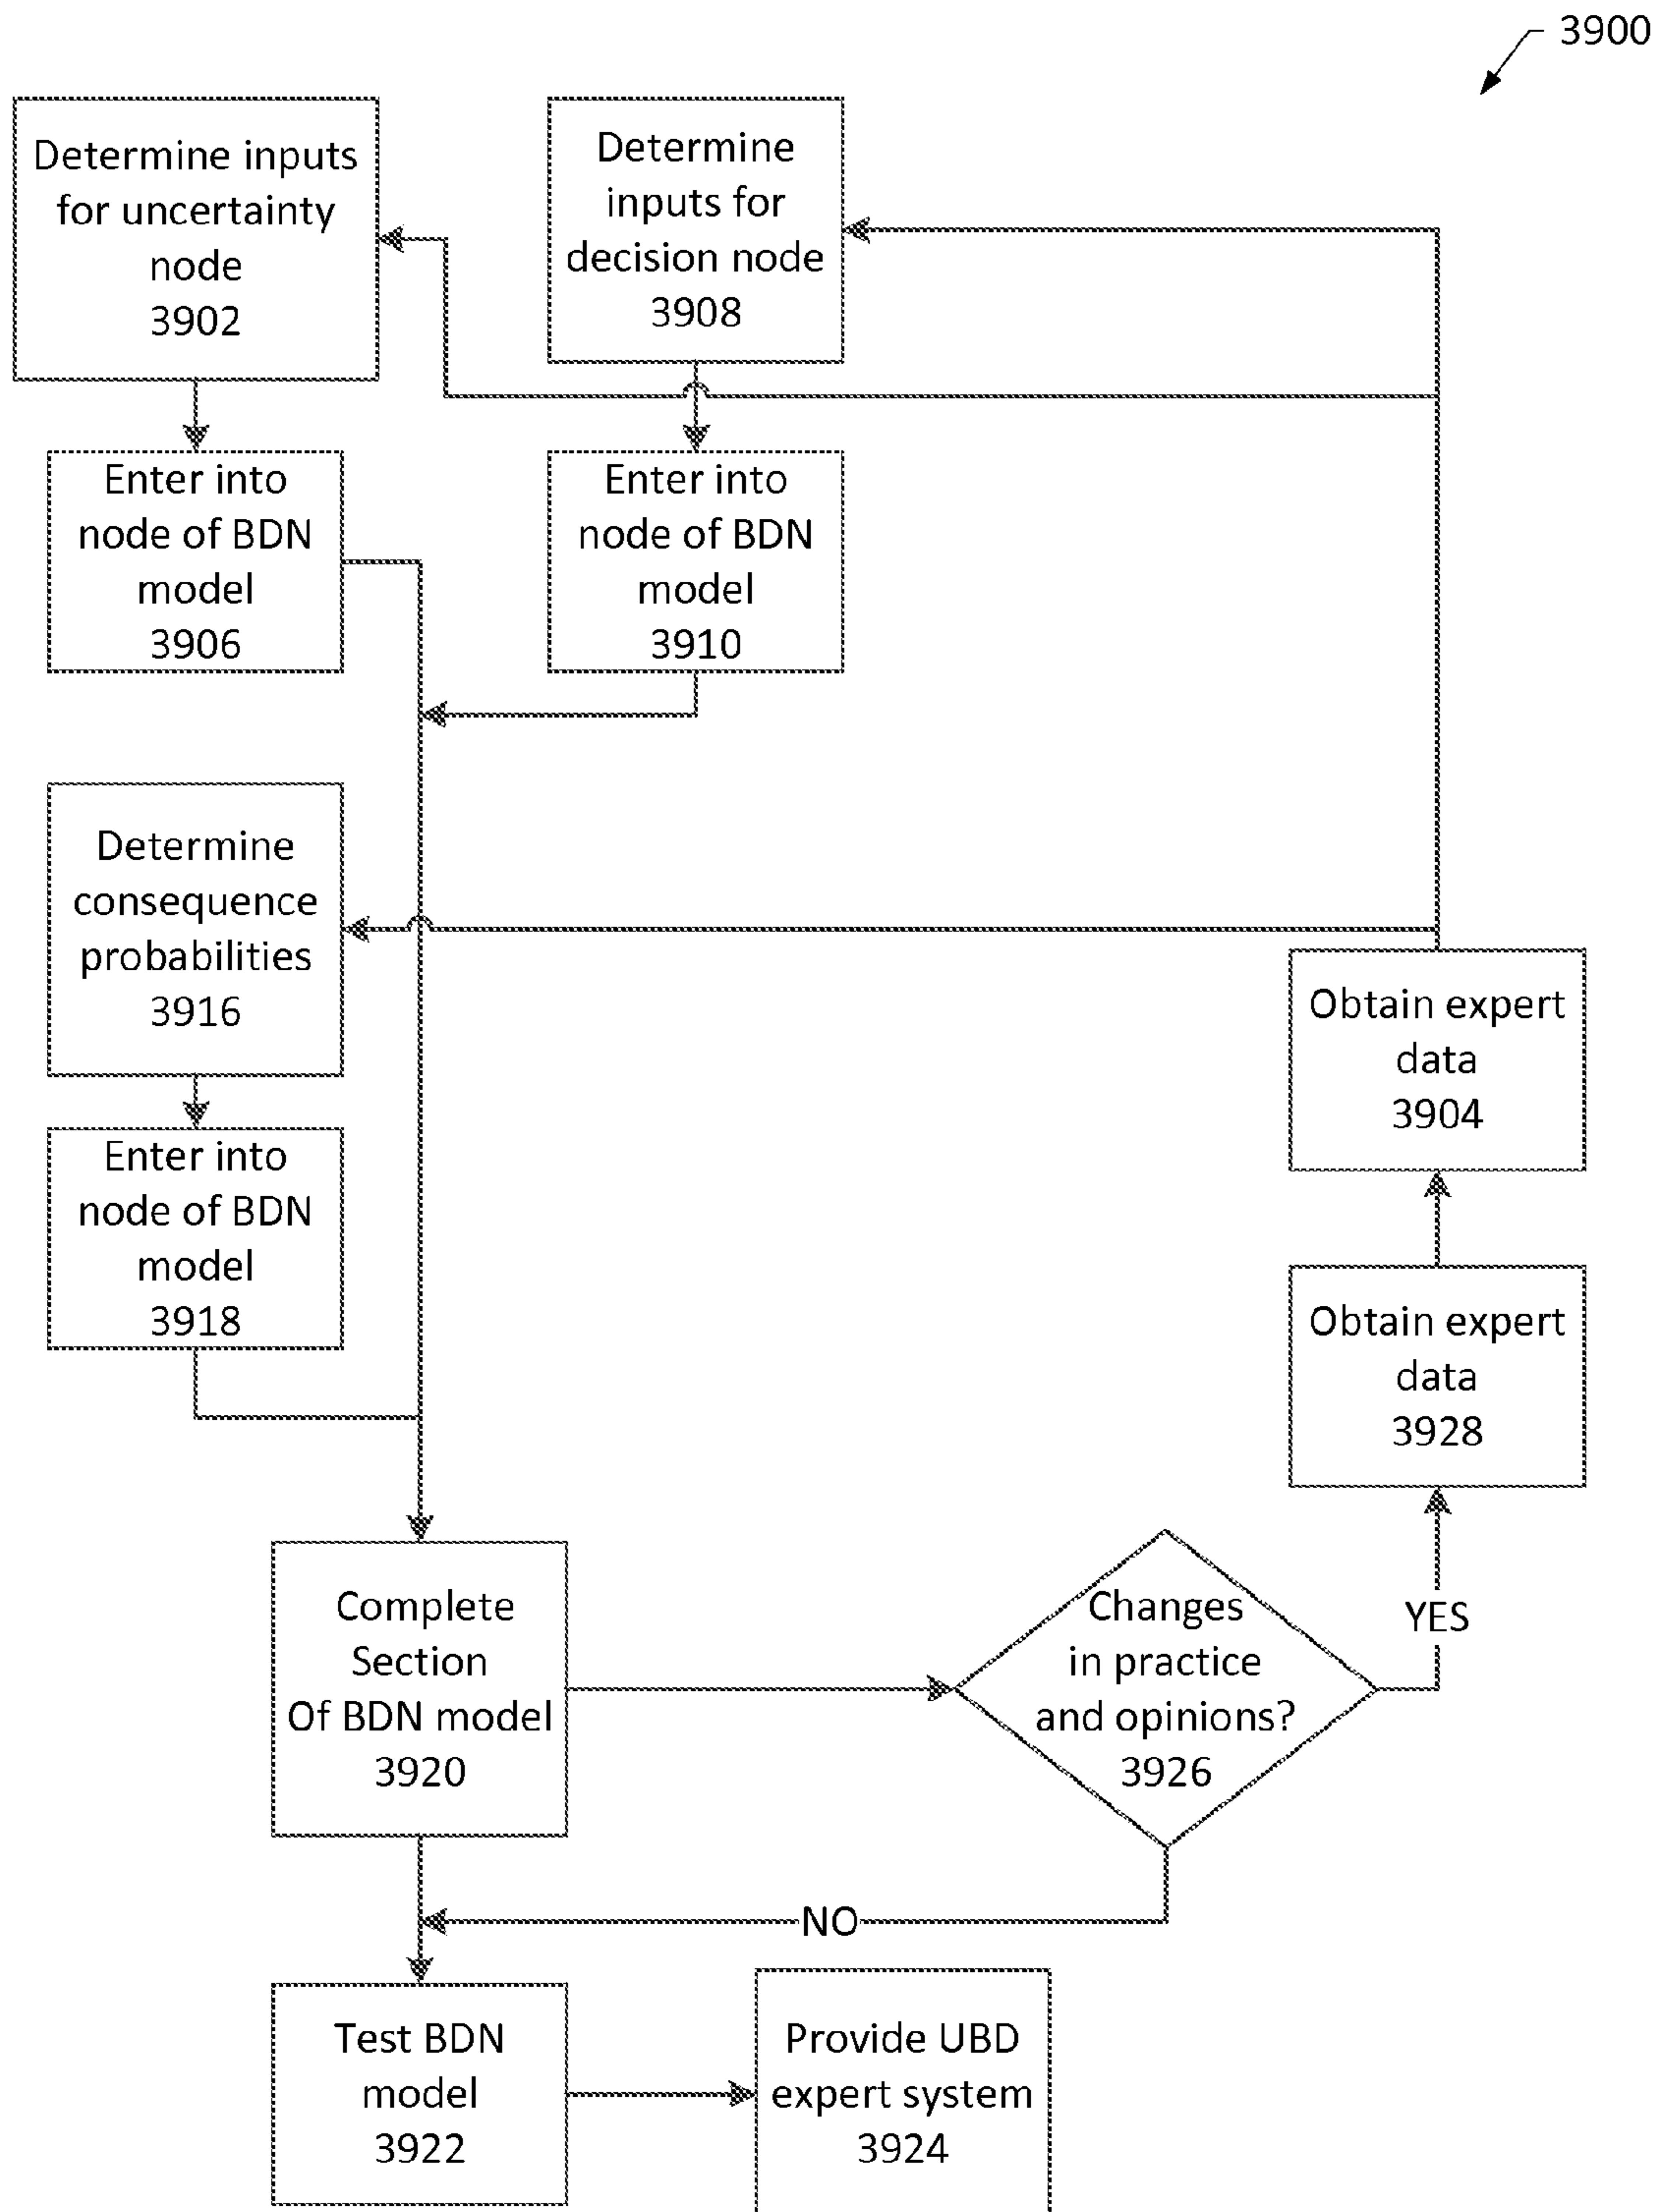 3900
Determine inputs
for uncertainty
node
3902
Determine
inputs for
decision node
3908
Enter into
node of BDN
model
3906
Enter into
node of BDN
model
3910
Determine
consequence
probabilities
3916
Obtain expert
data
3904
Enter into
node of BDN
model
3918
Obtain expert
data
3928
Complete
Section
Of BDN model
3920
Changes
in practice
and opinions?
3926
YES
NO
Test BDN
model
3922
Provide UBD
expert system
3924